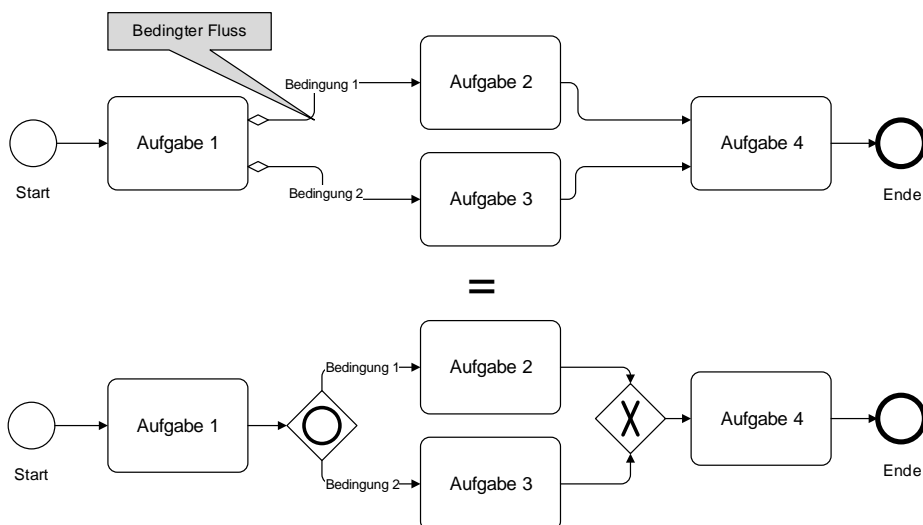 Bedingter Fluss
Bedingung 1
Aufgabe 2
Aufgabe 1
Aufgabe 4
Start
Bedingung 2
Aufgabe 3
Ende
=
Bedingung 1
Aufgabe 2
Aufgabe 1
Aufgabe 4
Start
Bedingung 2
Aufgabe 3
Ende